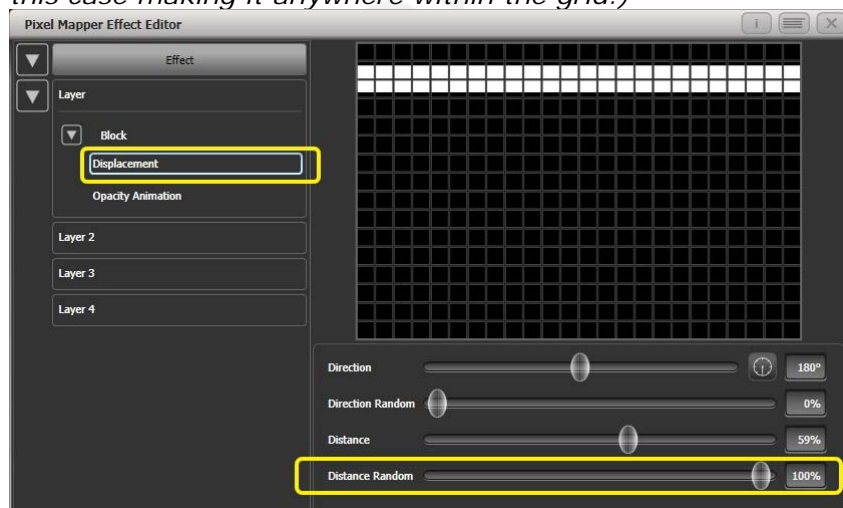 this case making it anywhere within the grid.)
Pixel Mapper Effect Editor
i
Effect
Layer
Block
Displacement
Opacity Animation
Layer 2
Layer 3
Layer 4
Direction 180°
Direction Random 0%
Distance 59%
Distance Random 100%